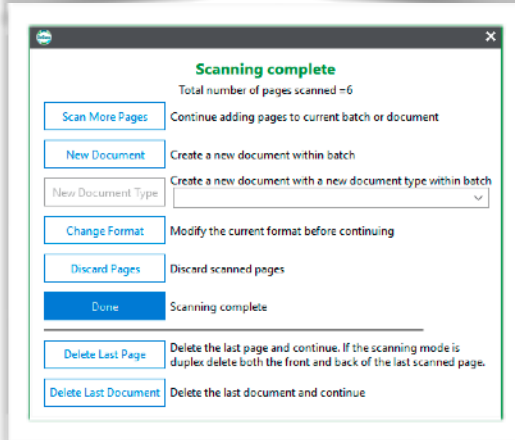 Scanning complete
Total number of pages scanned =6
Scan More Pages Continue adding pages to current batch or document
New Document Create a new document within batch
Create a new document with a new document type within batch
New Document Type
Change Format Modify the current format before continuing
Discard Pages Discard scanned pages
Done Scanning complete
Delete Last Page Delete the last page and continue. If the scanning mode is
duplex delete both the front and back of the last scanned page.
Delete Last Document Delete the last document and continue